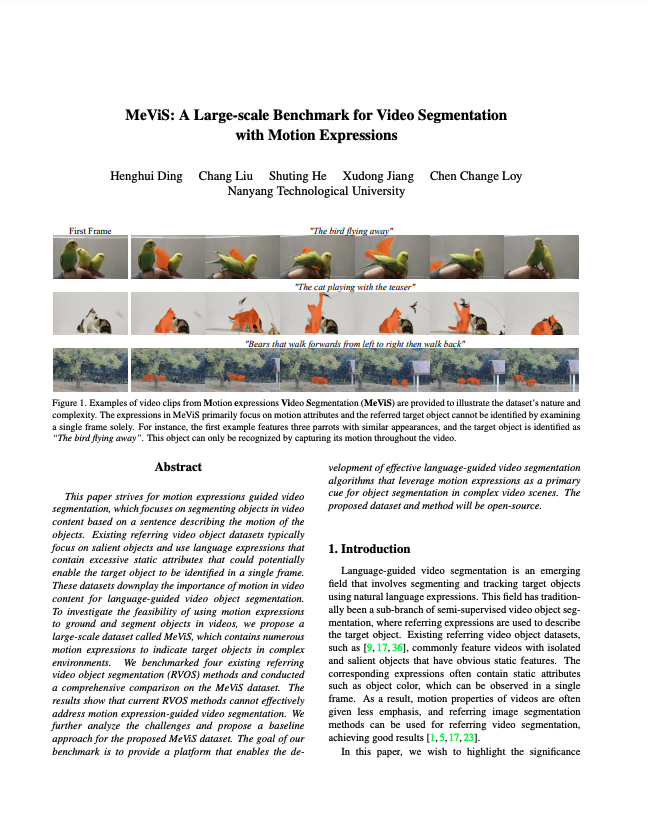 MeViS: A Large-scale Benchmark for Video Segmentation
with Motion Expressions
Henghui Ding Chang Liu Shuting He Xudong Jiang Chen Change Loy
Nanyang Technological University
First Frame
"The bird flying away"
"The cat playing with the teaser"
"Bears that walk forwards from left to right then walk back"
Figure 1. Examples of video clips from Motion expressions Video Segmentation (MeViS) are provided to illustrate the dataset's nature and
complexity. The expressions in MeViS primarily focus on motion attributes and the referred target object cannot be identified by examining
a single frame solely. For instance, the first example features three parrots with similar appearances, and the target object is identified as
"The bird flying away". This object can only be recognized by capturing its motion throughout the video.
Abstract
This paper strives for motion expressions guided video
segmentation, which focuses on segmenting objects in video
content based on a sentence describing the motion of the
objects. Existing referring video object datasets typically
focus on salient objects and use language expressions that
contain excessive static attributes that could potentially
enable the target object to be identified in a single frame.
These datasets downplay the importance of motion in video
content for language-guided video object segmentation.
To investigate the feasibility of using motion expressions
to ground and segment objects in videos, we propose a
large-scale dataset called MeViS, which contains numerous
motion expressions to indicate target objects in complex
environments. We benchmarked four existing referring
video object segmentation (RVOS) methods and conducted
a comprehensive comparison on the MeViS dataset. The
results show that current RVOS methods cannot effectively
address motion expression-guided video segmentation. We
further analyze the challenges and propose a baseline
approach for the proposed MeViS dataset. The goal of our
benchmark is to provide a platform that enables the de-
velopment of effective language-guided video segmentation
algorithms that leverage motion expressions as a primary
cue for object segmentation in complex video scenes. The
proposed dataset and method will be open-source.
1. Introduction
Language-guided video segmentation is an emerging
field that involves segmenting and tracking target objects
using natural language expressions. This field has tradition-
ally been a sub-branch of semi-supervised video object seg-
mentation, where referring expressions are used to describe
the target object. Existing referring video object datasets,
such as [9, 17, 36], commonly feature videos with isolated
and salient objects that have obvious static features. The
corresponding expressions often contain static attributes
such as object color, which can be observed in a single
frame. As a result, motion properties of videos are often
given less emphasis, and referring image segmentation
methods can be used for referring video segmentation,
achieving good results [1, 5, 17, 23].
In this paper, we wish to highlight the significance